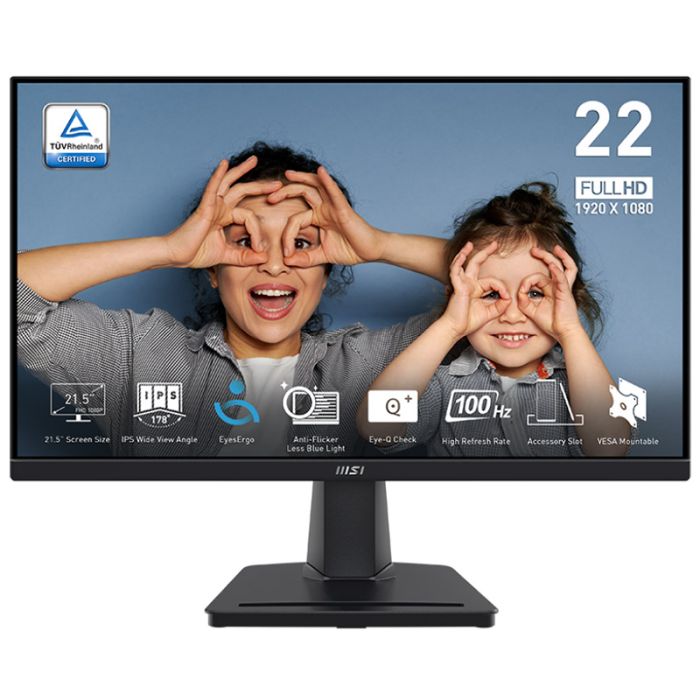 TÜVRheinland
CERTIFIED
22
FULL HD
1920 X 1080
21.5"
FHD 1080P
21.5" Screen Size
IPS
178°
IPS Wide View Angle
EyesErgo
Anti-Flicker
Less Blue Light
Q+
Eye-Q Check
100Hz
High Refresh Rate
Accessory Slot
VESA Mountable
msi